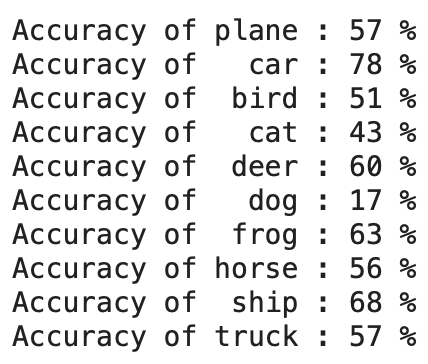 Accuracy of plane : 57 %
Accuracy of   car : 78 %
Accuracy of  bird : 51 %
Accuracy of   cat : 43 %
Accuracy of  deer : 60 %
Accuracy of   dog : 17 %
Accuracy of  frog : 63 %
Accuracy of horse : 56 %
Accuracy of  ship : 68 %
Accuracy of truck : 57 %